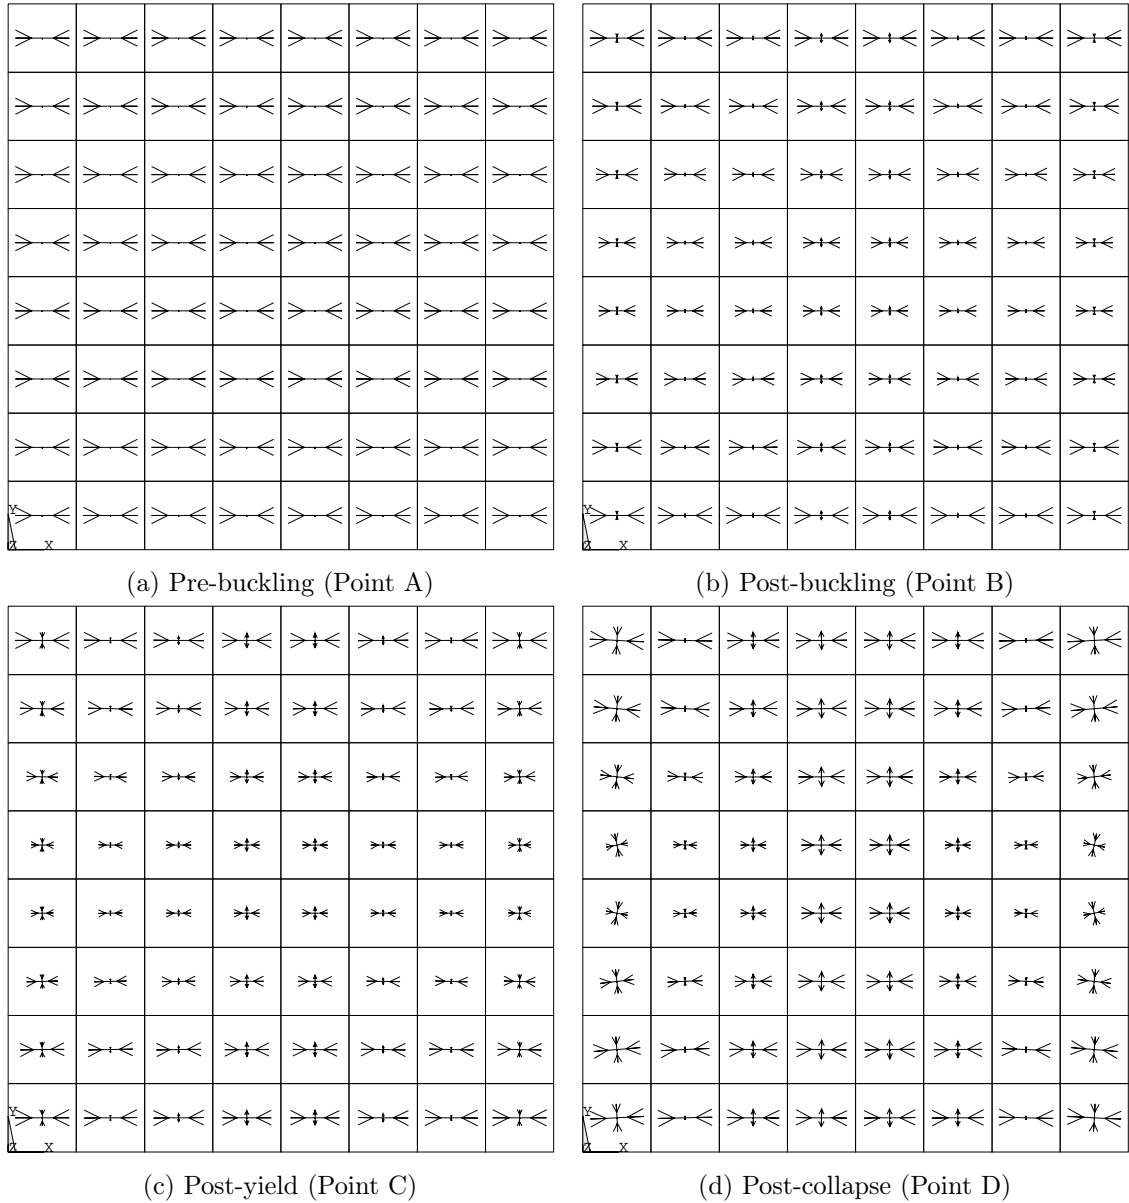 Y
Z X
Y
Z X
(a) Pre-buckling (Point A)
(b) Post-buckling (Point B)
Y
Z X
Y
Z X
(c) Post-yield (Point C)
(d) Post-collapse (Point D)